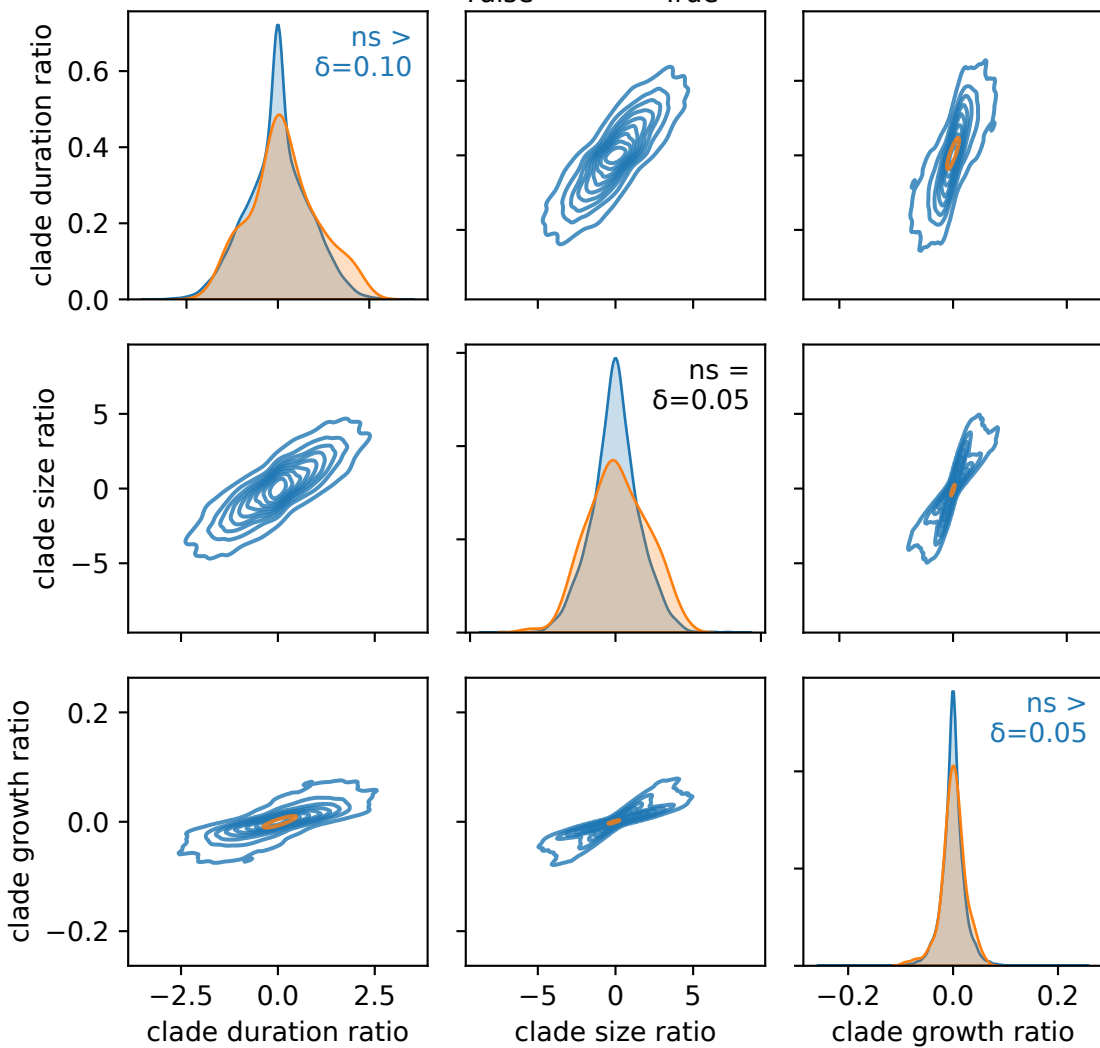 clade duration ratio
0.6
0.4
0.2
0.0
ns >
δ=0.10
clade size ratio
5
0
−5
ns =
δ=0.05
clade growth ratio
0.2
0.0
−0.2
ns >
δ=0.05
−2.5 0.0 2.5
−5 0 5
−0.2 0.0 0.2
clade duration ratio
clade size ratio
clade growth ratio